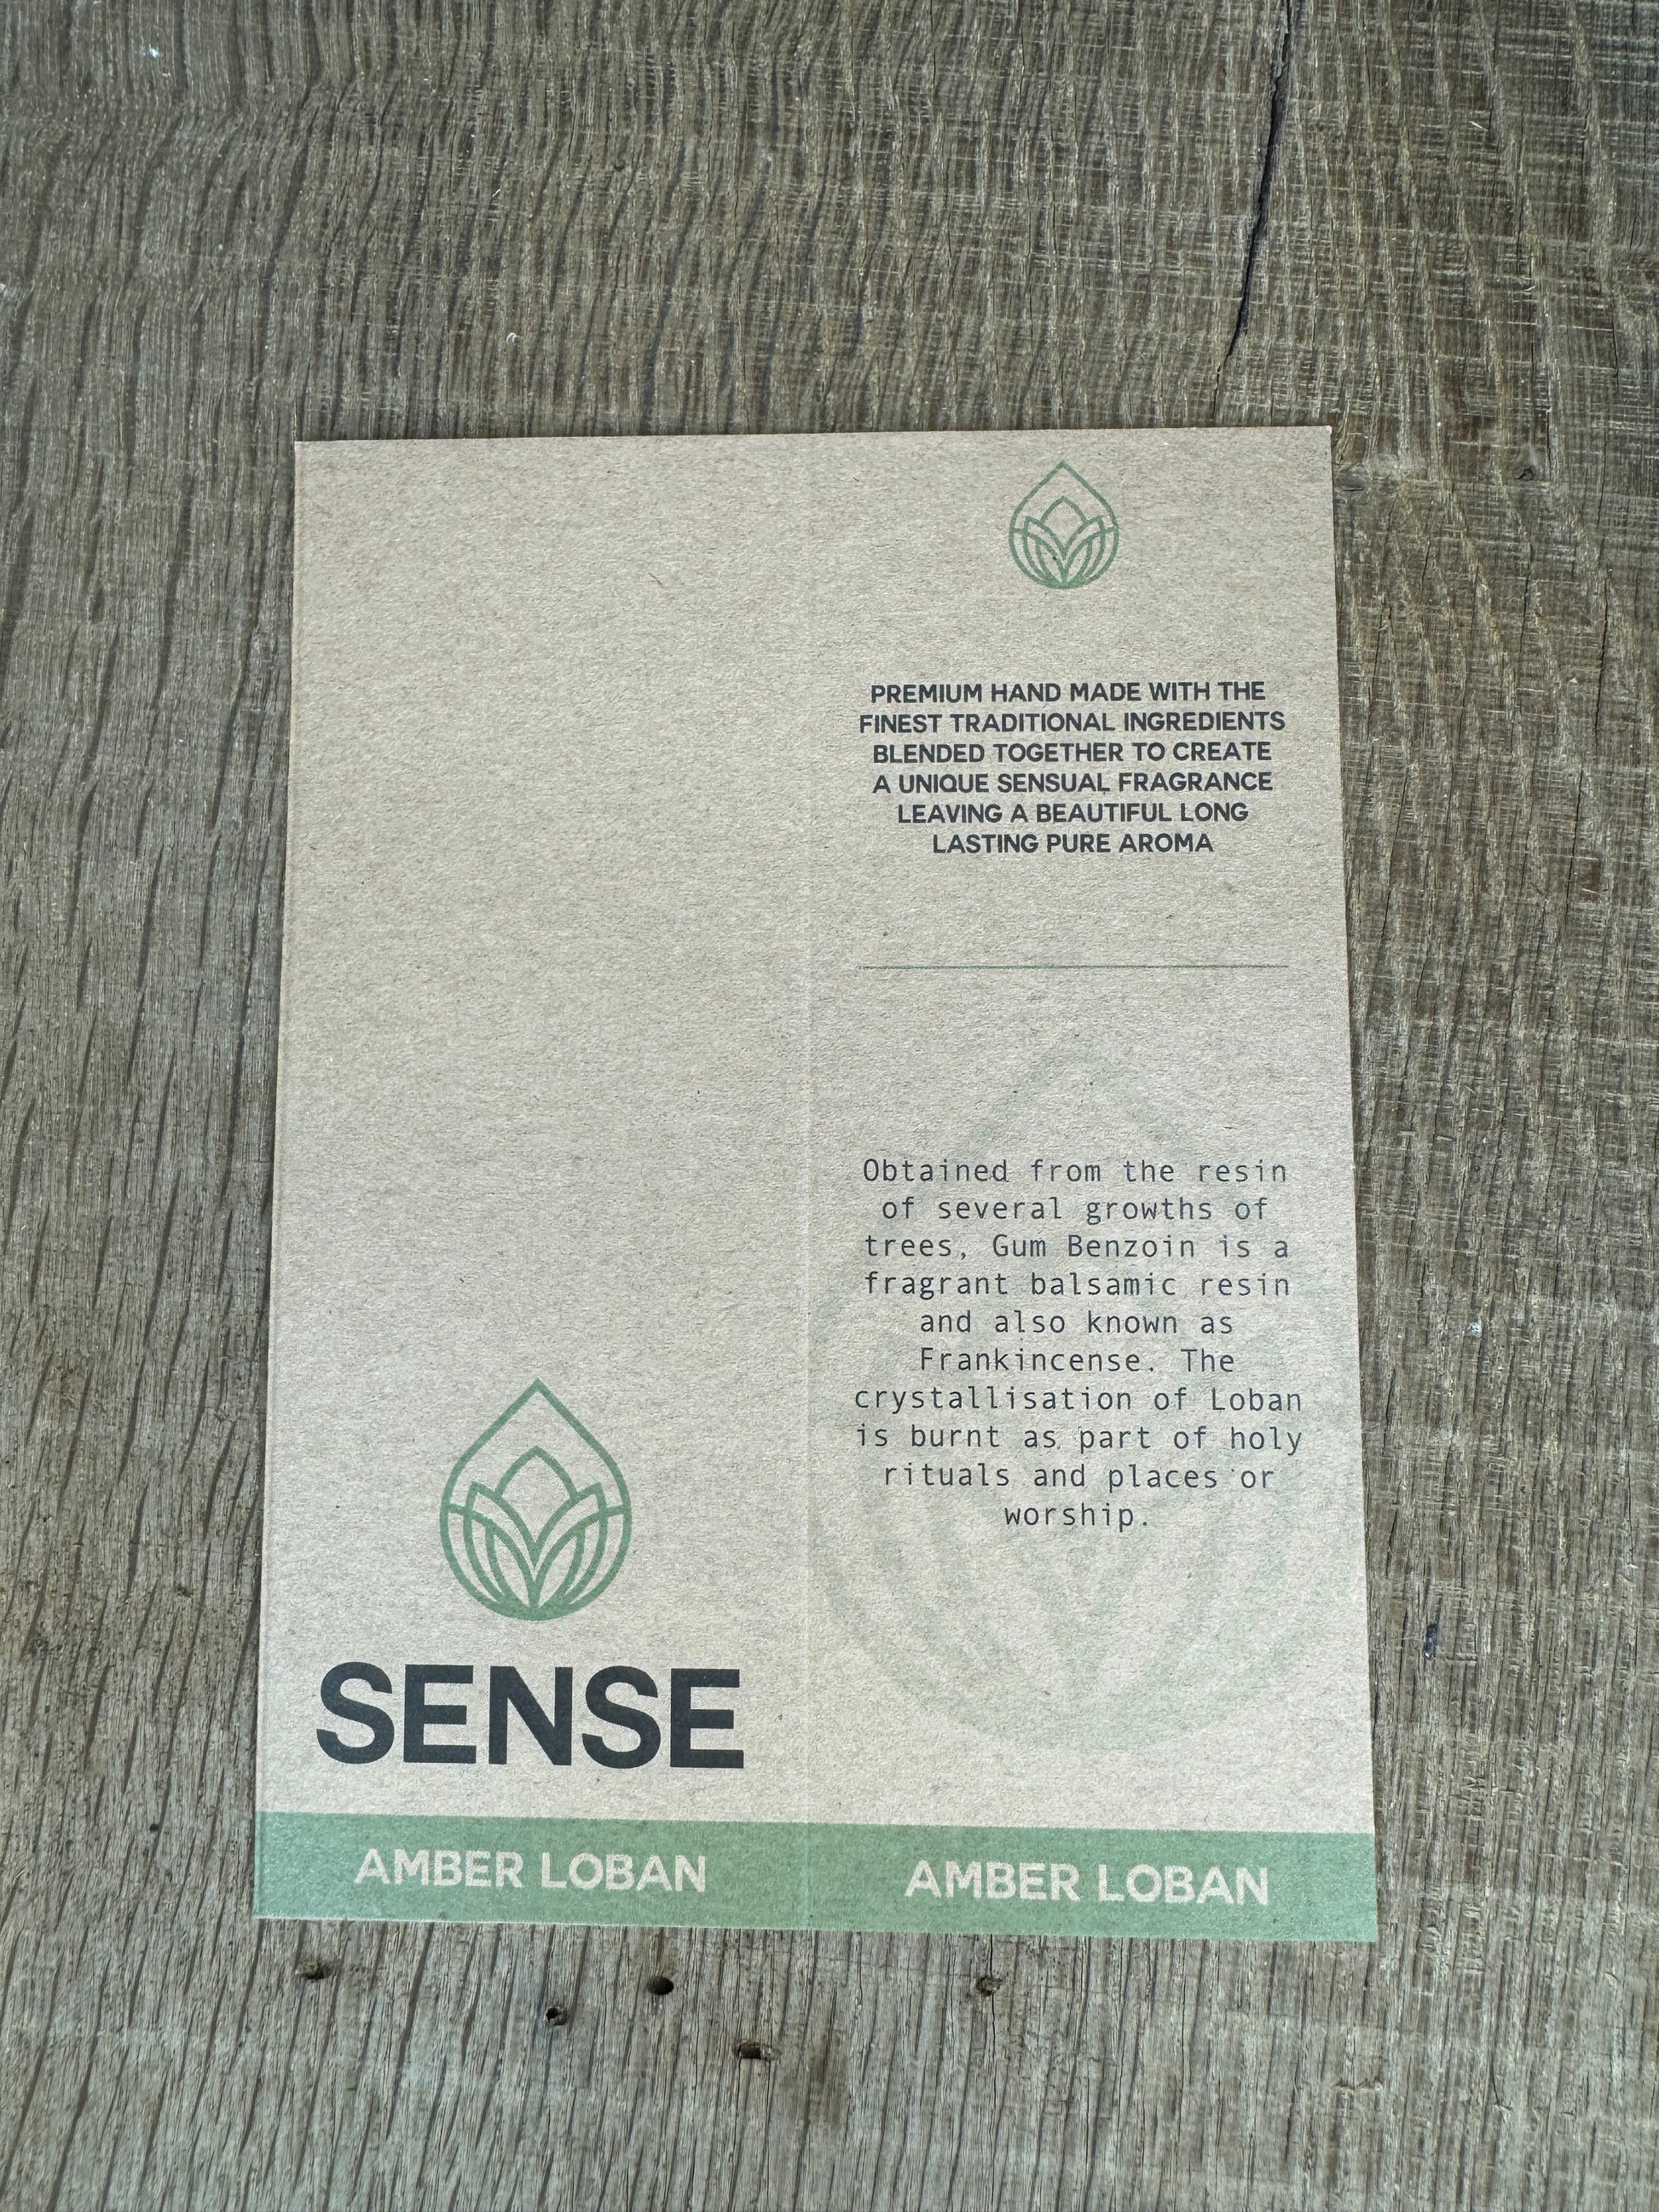 SENSE
AMBER LOBAN
PREMIUM HAND MADE WITH THE
FINEST TRADITIONAL INGREDIENTS
BLENDED TOGETHER TO CREATE
A UNIQUE SENSUAL FRAGRANCE
LEAVING A BEAUTIFUL LONG
LASTING PURE AROMA
Obtained from the resin
of several growths of
trees, Gum Benzoin is a
fragrant balsamic resin
and also known as
Frankincense. The
crystallisation of Loban
is burnt as part of holy
rituals and places or
worship.
AMBER LOBAN